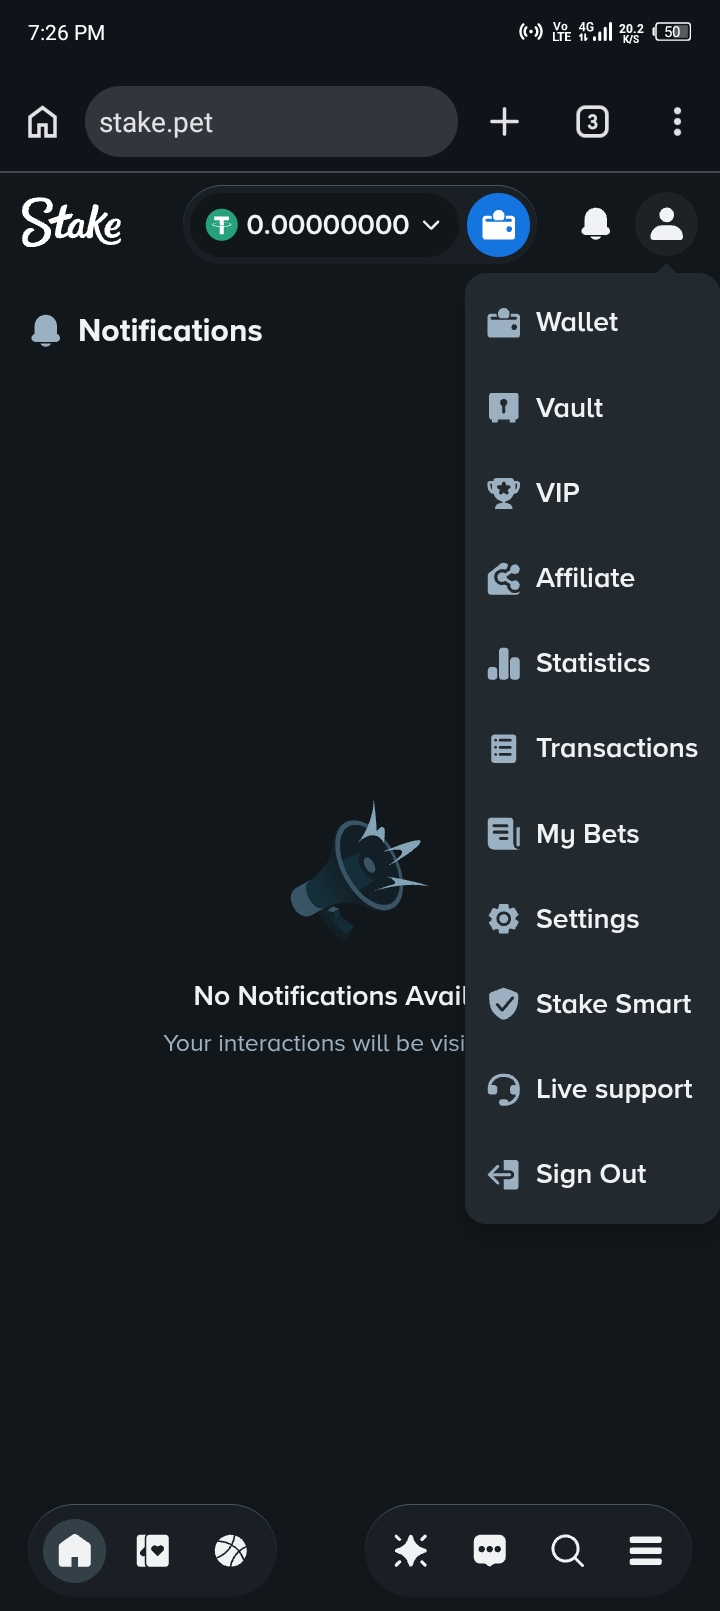 7:26 PM
Vo LTE 4G 20.2 K/S 50
stake.pet
3
Stake
0.00000000
Notifications
Wallet
Vault
VIP
Affiliate
Statistics
Transactions
My Bets
Settings
Stake Smart
Live support
Sign Out
No Notifications Avail
Your interactions will be visi